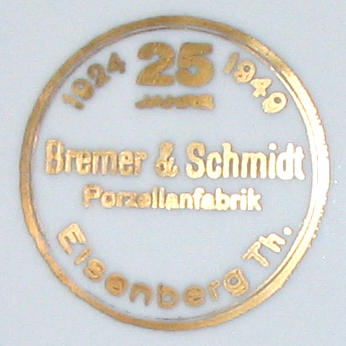 1924 25 1949
JAHRE
Bremer & Schmidt
Porzellanfabrik
Eisenberg Th.